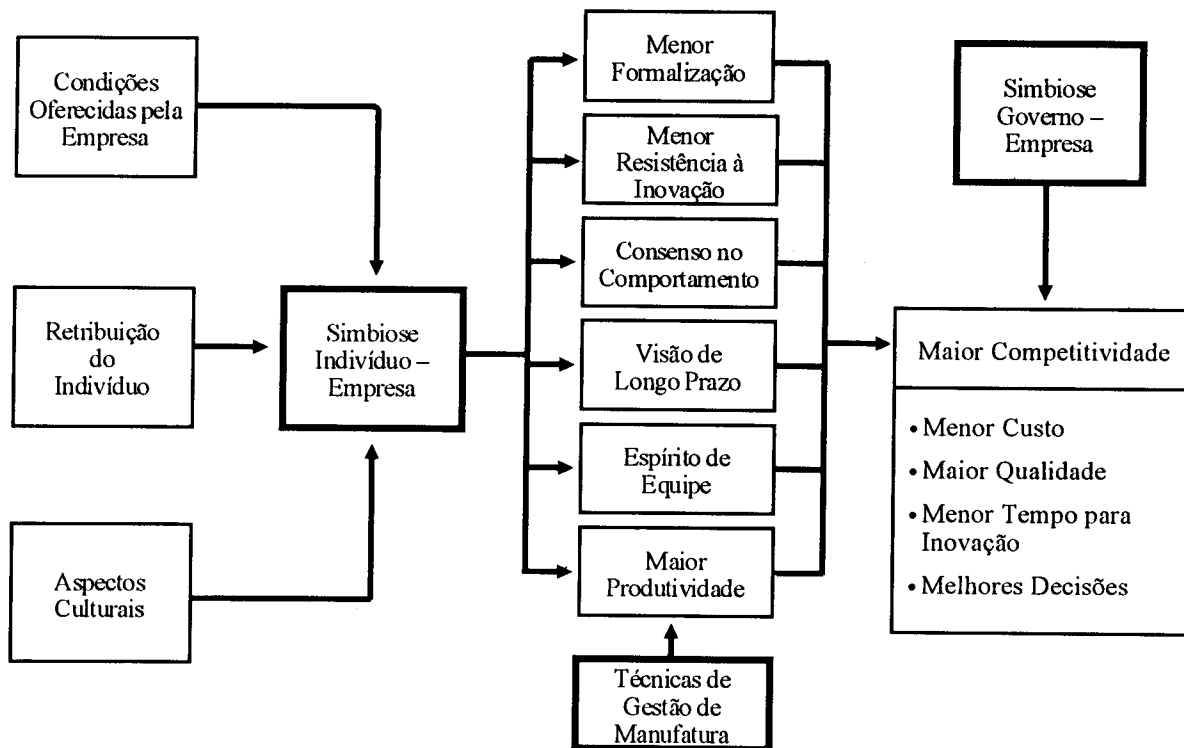 Condições
Oferecidas pela
Empresa
Retribuição
do
Indivíduo
Aspectos
Culturais
Simbiose
Indivíduo –
Empresa
Menor
Formalização
Menor
Resistência à
Inovação
Consenso no
Comportamento
Visão de
Longo Prazo
Espírito de
Equipe
Maior
Produtividade
Técnicas de
Gestão de
Manufatura
Simbiose
Governo –
Empresa
Maior Competitividade
• Menor Custo
• Maior Qualidade
• Menor Tempo para
Inovação
• Melhores Decisões